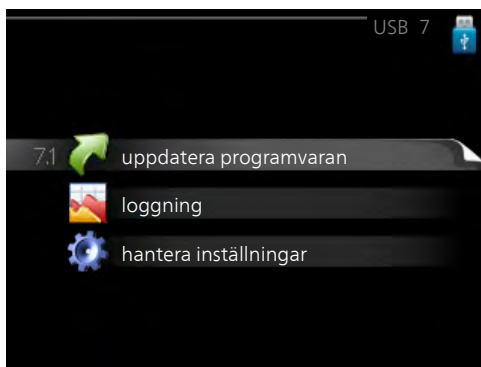 USB 7
7.1 uppdatera programvaran
loggning
hantera inställningar